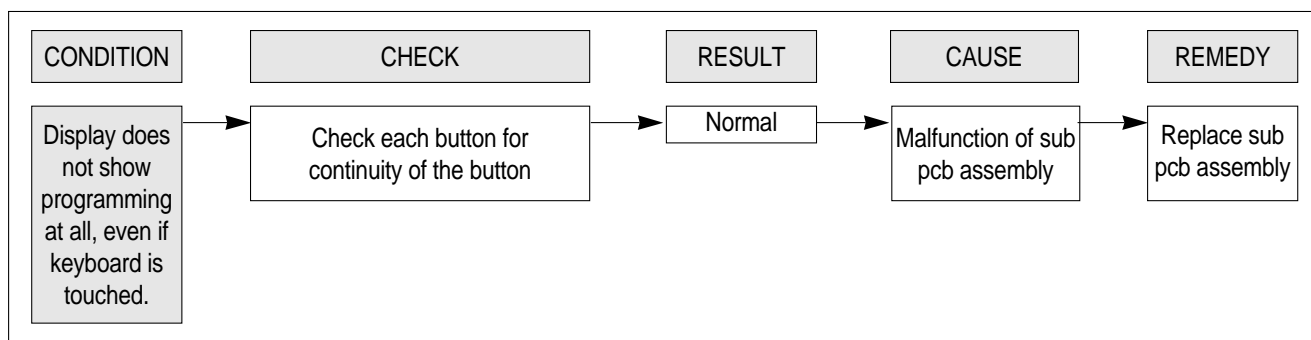 CONDITION
CHECK
RESULT
CAUSE
REMEDY
Display does
not show
programming
at all, even if
keyboard is
touched.
Check each button for
continuity of the button
Normal
Malfunction of sub
pcb assembly
Replace sub
pcb assembly